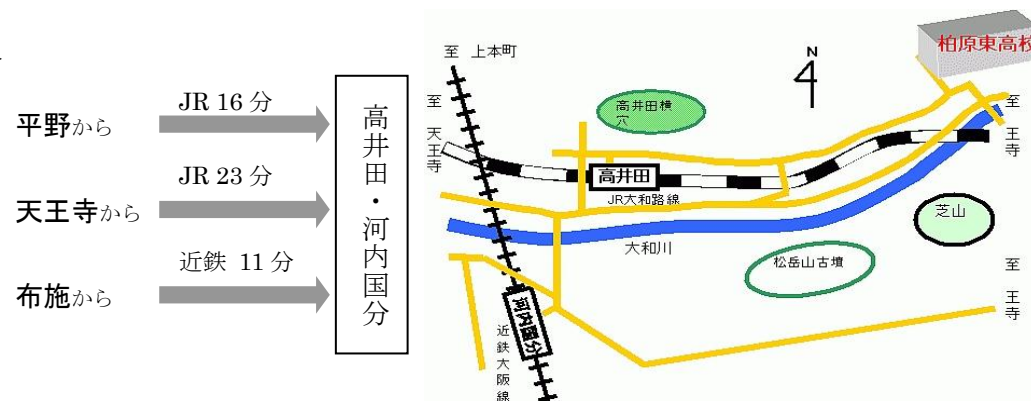 平野から
JR 16 分
天王寺から
JR 23 分
布施から
近鉄 11 分
高井田・河内国分
至 上本町
至 天王寺
N
柏原東高校
至 王寺
高井田横
穴
高井田
JR大和路線
大和川
芝山
松岳山古墳
至 王寺
河内國分
近鉄大阪線